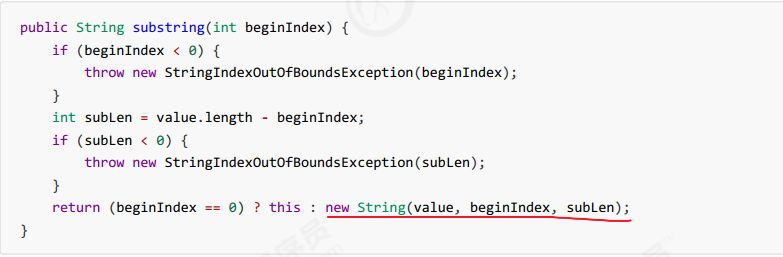 public String substring(int beginIndex) {
    if (beginIndex < 0) {
        throw new StringIndexOutOfBoundsException(beginIndex);
    }
    int subLen = value.length - beginIndex;
    if (subLen < 0) {
        throw new StringIndexOutOfBoundsException(subLen);
    }
    return (beginIndex == 0) ? this : new String(value, beginIndex, subLen);
}